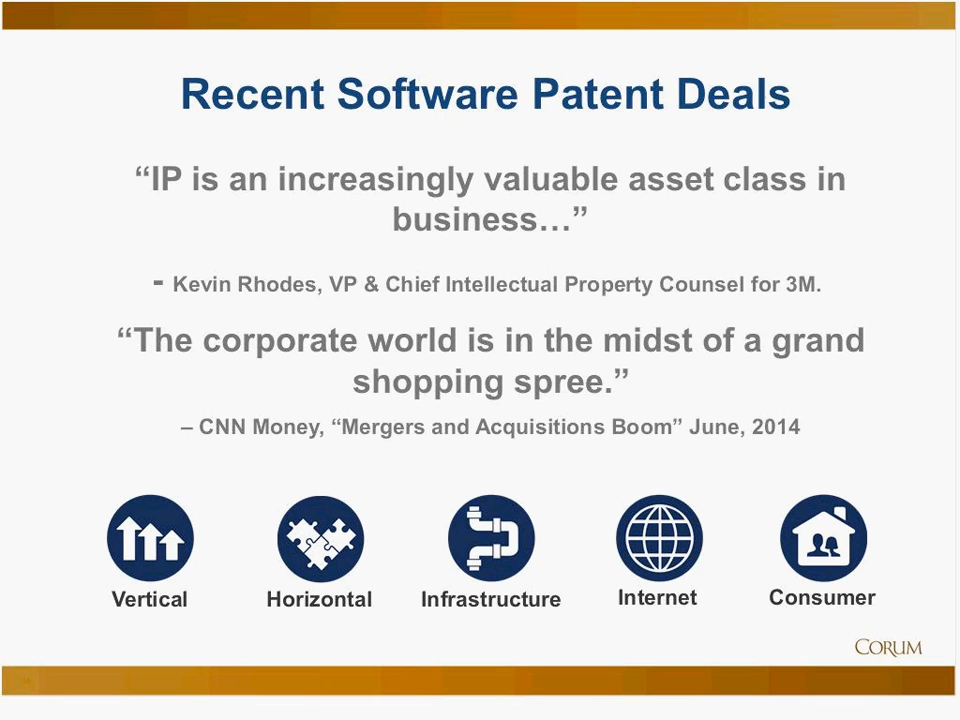 Recent Software Patent Deals
“IP is an increasingly valuable asset class in
business…”
- Kevin Rhodes, VP & Chief Intellectual Property Counsel for 3M.
“The corporate world is in the midst of a grand
shopping spree.”
– CNN Money, “Mergers and Acquisitions Boom” June, 2014
Vertical Horizontal Infrastructure Internet Consumer
CORUM